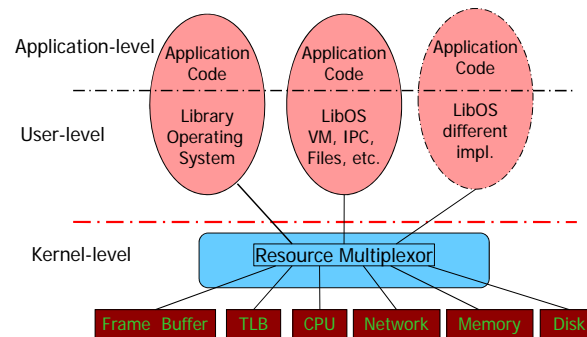 Application-level
Application
Code
Application
Code
Application
Code
User-level
Library
Operating
System
LibOS
VM, IPC,
Files, etc.
LibOS
different
impl.
Kernel-level
Resource Multiplexor
Frame Buffer
TLB
CPU
Network
Memory
Disk